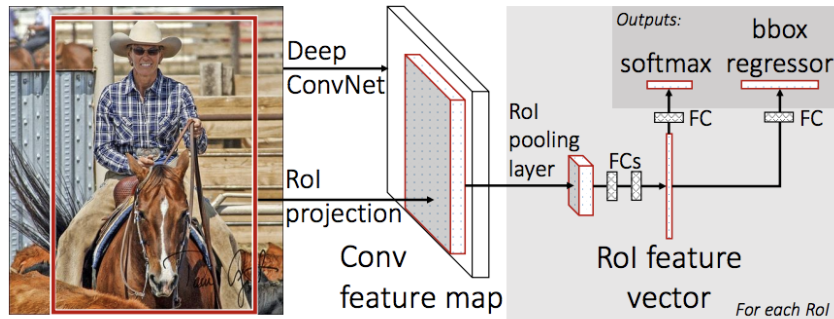 Deep
ConvNet
RoI
projection
Conv
feature map
RoI
pooling
layer
FCs
RoI feature
vector
Outputs:
softmax
bbox
regressor
FC
FC
For each RoI